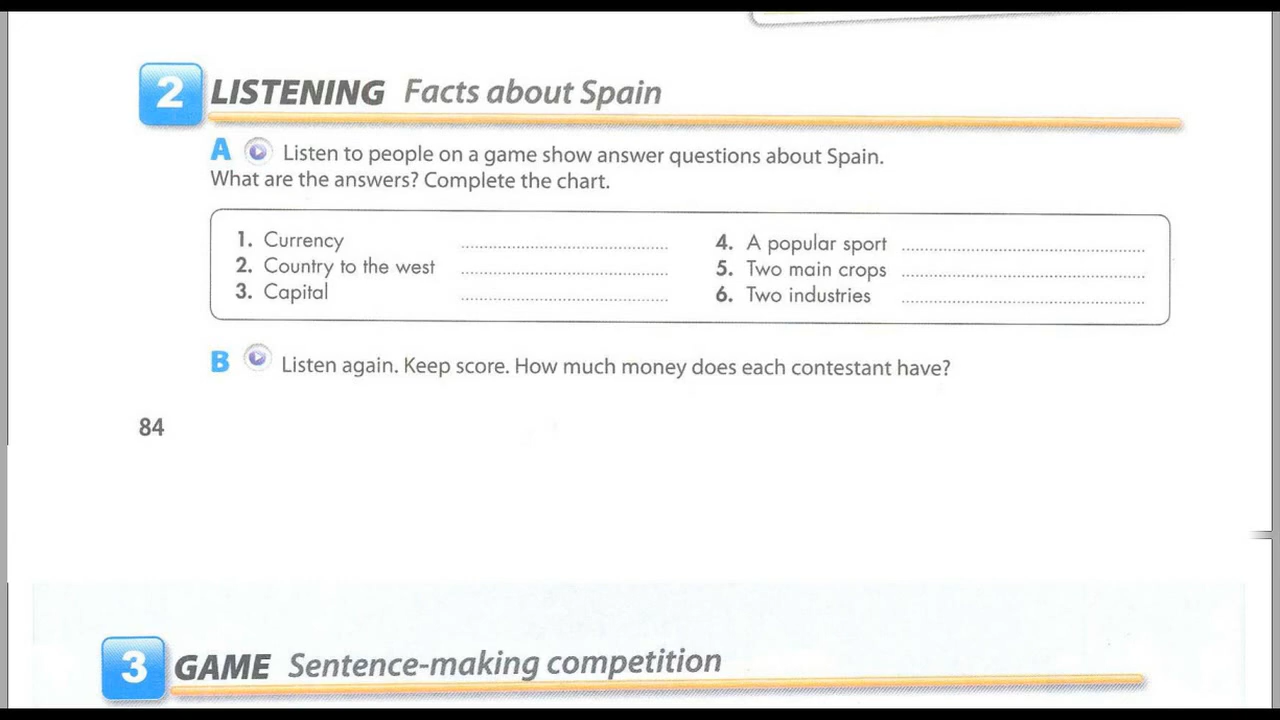 2 LISTENING Facts about Spain
A Listen to people on a game show answer questions about Spain.
What are the answers? Complete the chart.
1. Currency ........................
2. Country to the west ........................
3. Capital ........................
4. A popular sport ........................
5. Two main crops ........................
6. Two industries ........................
B Listen again. Keep score. How much money does each contestant have?
84
3 GAME Sentence-making competition